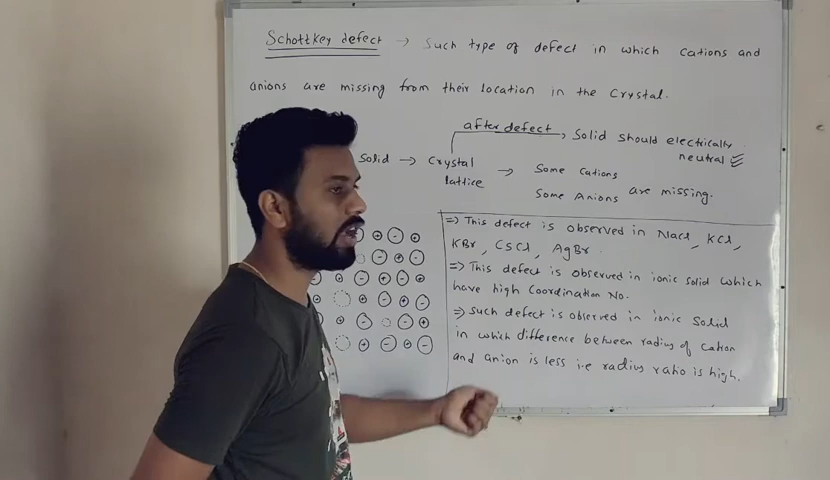 Schottkey defect → Such type of defect in which cations and
anions are missing from their location in the crystal.
after defect, Solid should electrically
neutral
Solid → Crystal
lattice → Some Cations
Some Anions are missing.
⇒ This defect is observed in NaCl, KCl,
KBr, CSCl, AgBr.
⇒ This defect is observed in ionic solid which
have high Coordination No.
⇒ Such defect is observed in ionic Solid
in which difference between radius of cation
and anion is less i.e radius ratio is high.